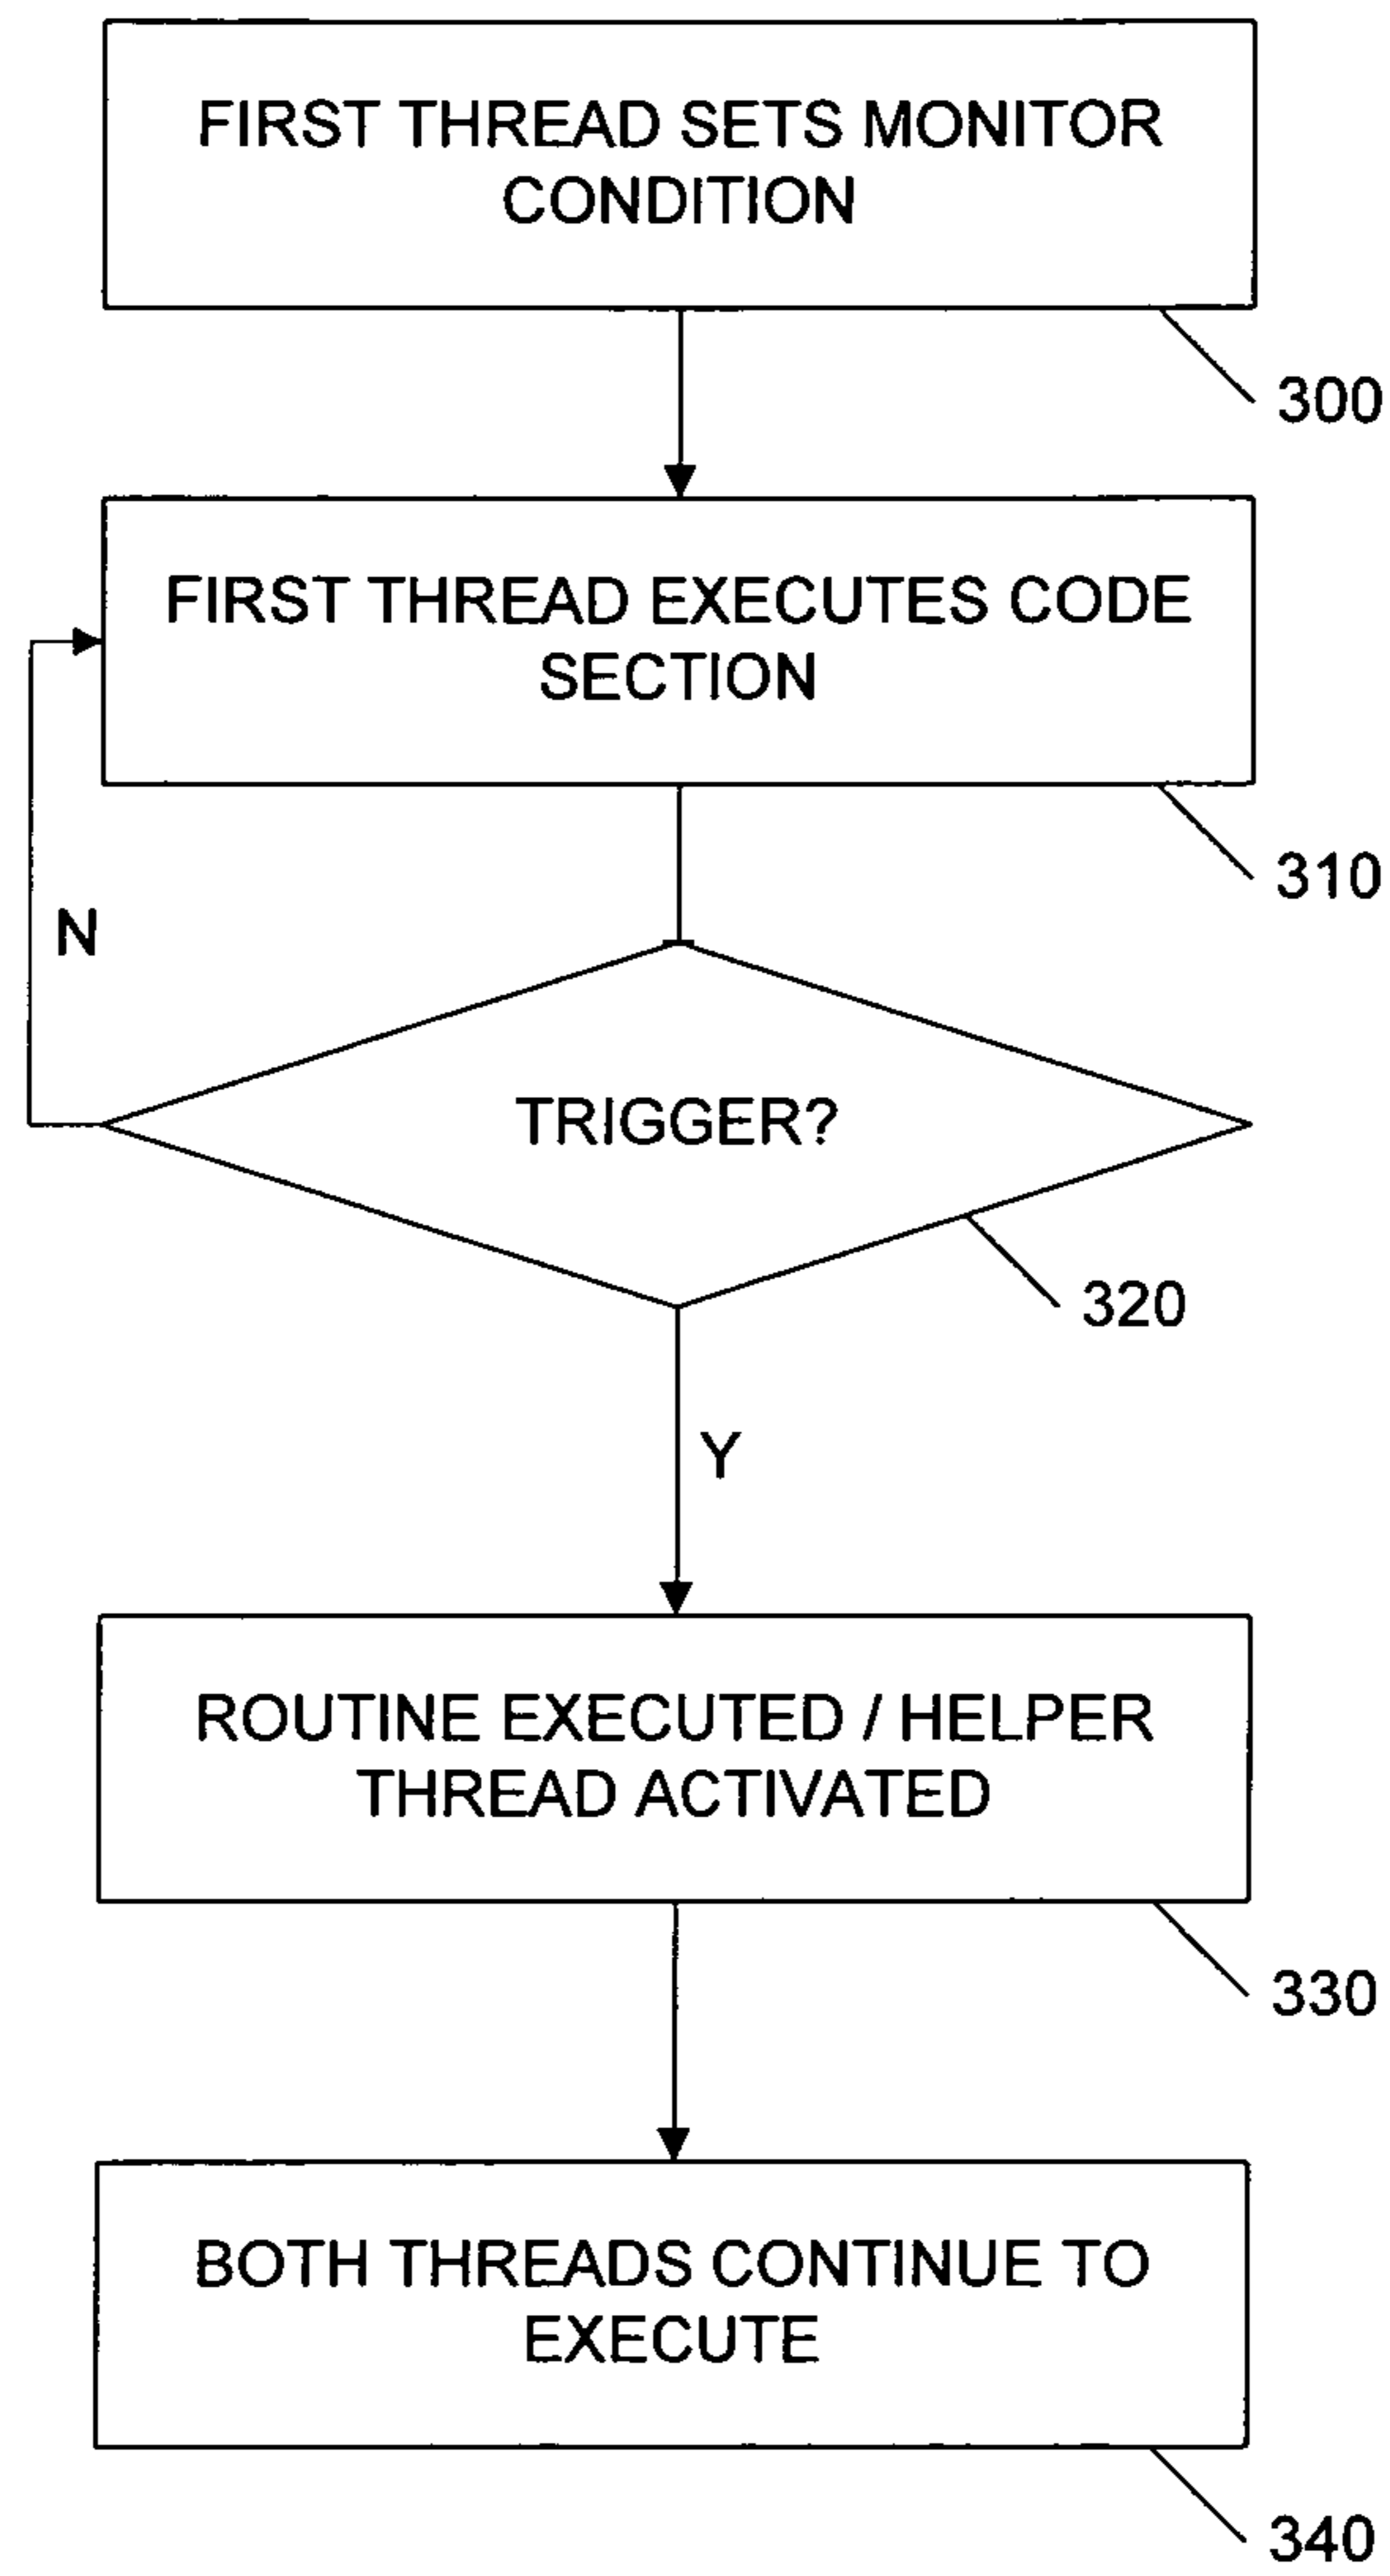 FIRST THREAD SETS MONITOR
CONDITION
300
FIRST THREAD EXECUTES CODE
SECTION
310
N
TRIGGER?
320
Y
ROUTINE EXECUTED / HELPER
THREAD ACTIVATED
330
BOTH THREADS CONTINUE TO
EXECUTE
340